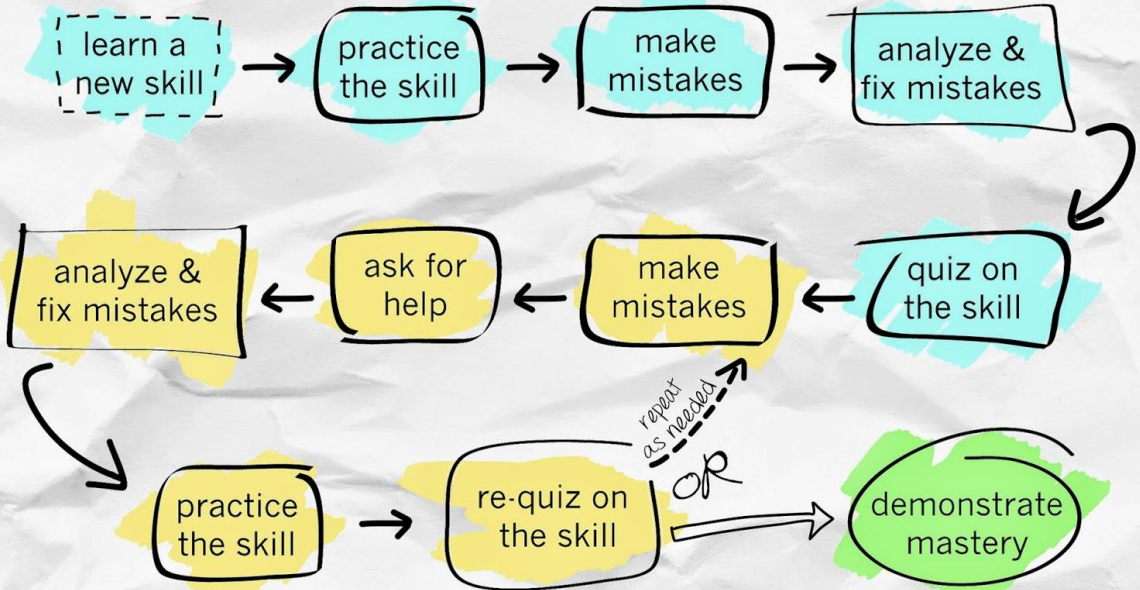 learn a
new skill
practice
the skill
make
mistakes
analyze &
fix mistakes
quiz on
the skill
make
mistakes
ask for
help
analyze &
fix mistakes
practice
the skill
re-quiz on
the skill
repeat
as needed
OR
demonstrate
mastery